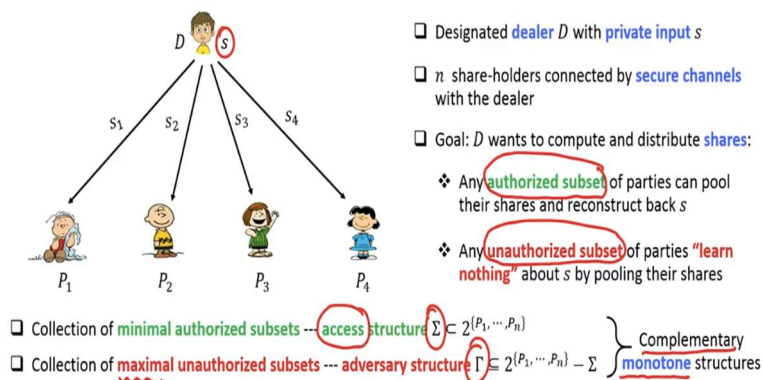 D s
S1 S2 S3 S4
P₁ P₂ P₃ P₄
❑ Designated dealer D with private input s
❑ n share-holders connected by secure channels
with the dealer
❑ Goal: D wants to compute and distribute shares:
❖ Any authorized subset of parties can pool
their shares and reconstruct back s
❖ Any unauthorized subset of parties "learn
nothing" about s by pooling their shares
❑ Collection of minimal authorized subsets --- access structure Σ ⊂ 2^{P₁, ⋯ ,Pₙ}
❑ Collection of maximal unauthorized subsets --- adversary structure Γ ⊆ 2^{P₁, ⋯ ,Pₙ} − Σ
Complementary
monotone structures